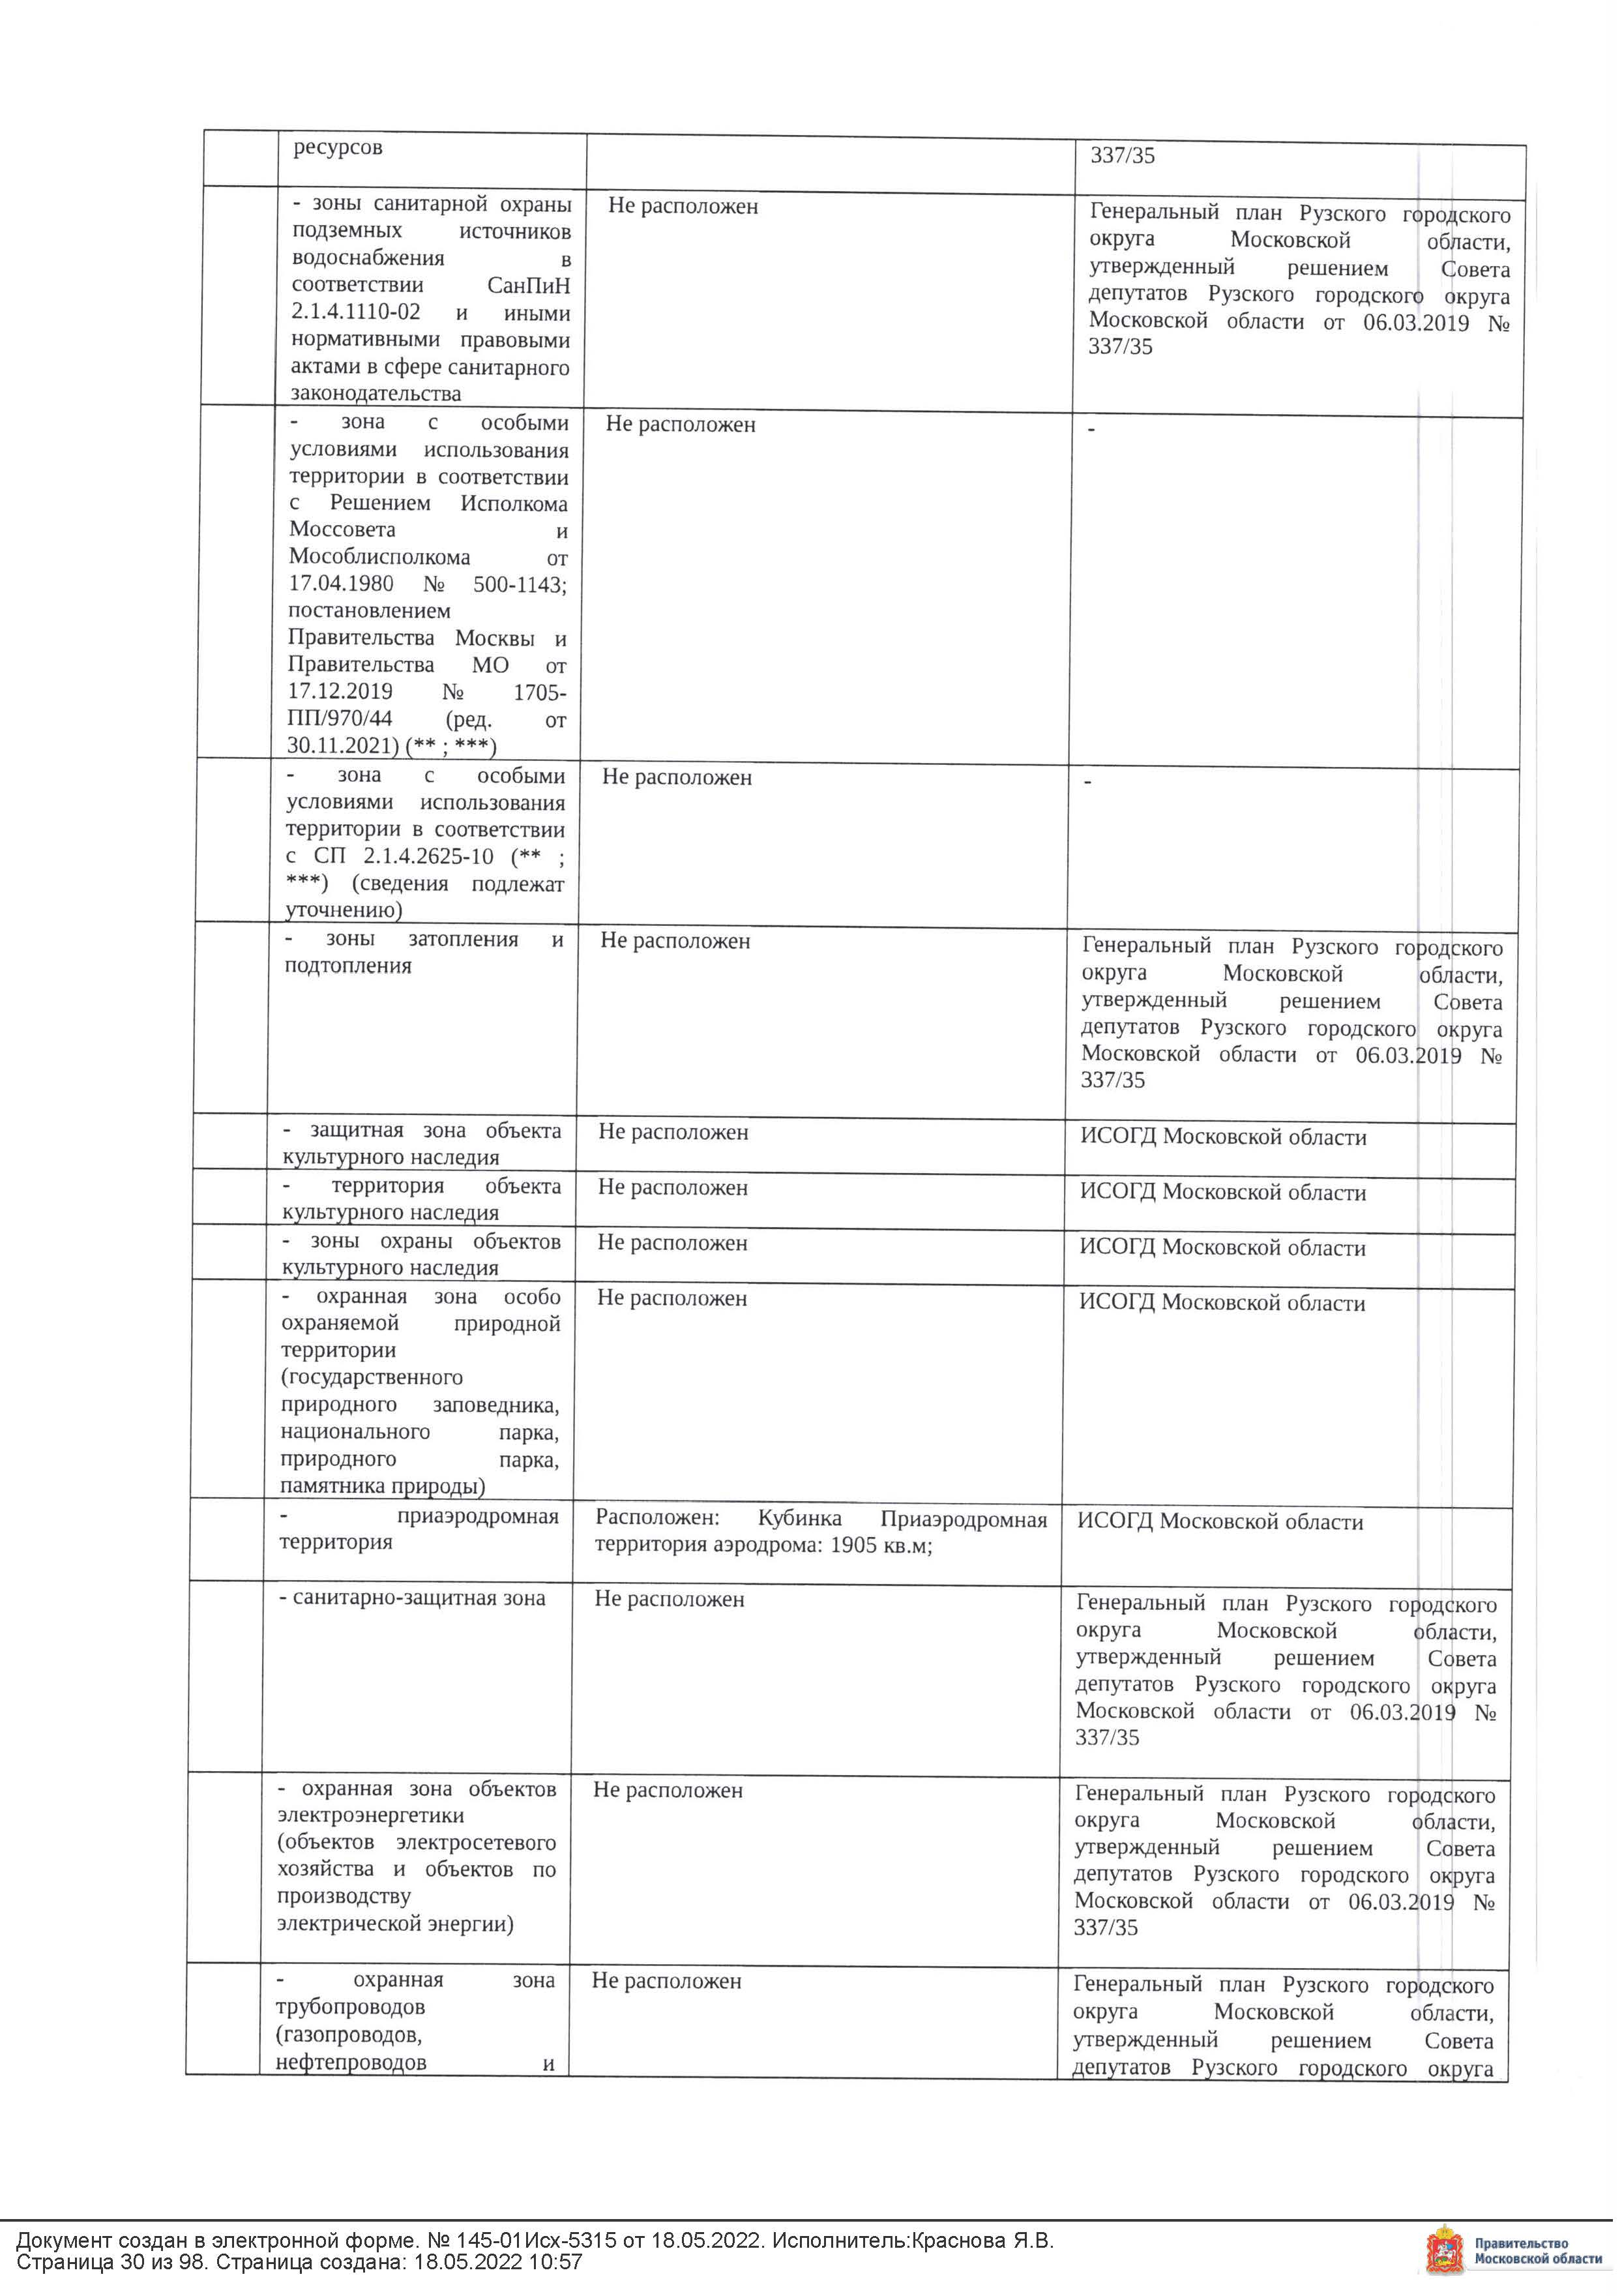 ресурсов
337/35
- зоны санитарной охраны
подземных источников
водоснабжения в
соответствии СанПиН
2.1.4.1110-02 и иными
нормативными правовыми
актами в сфере санитарного
законодательства
Не расположен
Генеральный план Рузского городского
округа Московской области,
утвержденный решением Совета
депутатов Рузского городского округа
Московской области от 06.03.2019 №
337/35
- зона с особыми
условиями использования
территории в соответствии
с Решением Исполкома
Моссовета и
Мособлисполкома от
17.04.1980 № 500-1143;
постановлением
Правительства Москвы и
Правительства МО от
17.12.2019 № 1705-
ПП/970/44 (ред. от
30.11.2021) (** ; ***)
Не расположен
-
- зона с особыми
условиями использования
территории в соответствии
с СП 2.1.4.2625-10 (** ;
***) (сведения подлежат
уточнению)
Не расположен
-
- зоны затопления и
подтопления
Не расположен
Генеральный план Рузского городского
округа Московской области,
утвержденный решением Совета
депутатов Рузского городского округа
Московской области от 06.03.2019 №
337/35
- защитная зона объекта
культурного наследия
Не расположен
ИСОГД Московской области
- территория объекта
культурного наследия
Не расположен
ИСОГД Московской области
- зоны охраны объектов
культурного наследия
Не расположен
ИСОГД Московской области
- охранная зона особо
охраняемой природной
территории
(государственного
природного заповедника,
национального парка,
природного парка,
памятника природы)
Не расположен
ИСОГД Московской области
- приаэродромная
территория
Расположен: Кубинка Приаэродромная
территория аэродрома: 1905 кв.м;
ИСОГД Московской области
- санитарно-защитная зона
Не расположен
Генеральный план Рузского городского
округа Московской области,
утвержденный решением Совета
депутатов Рузского городского округа
Московской области от 06.03.2019 №
337/35
- охранная зона объектов
электроэнергетики
(объектов электросетевого
хозяйства и объектов по
производству
электрической энергии)
Не расположен
Генеральный план Рузского городского
округа Московской области,
утвержденный решением Совета
депутатов Рузского городского округа
Московской области от 06.03.2019 №
337/35
- охранная зона
трубопроводов
(газопроводов,
нефтепроводов и
Не расположен
Генеральный план Рузского городского
округа Московской области,
утвержденный решением Совета
депутатов Рузского городского округа
Документ создан в электронной форме. № 145-01Исх-5315 от 18.05.2022. Исполнитель:Краснова Я.В.
Страница 30 из 98. Страница создана: 18.05.2022 10:57
Правительство
Московской области